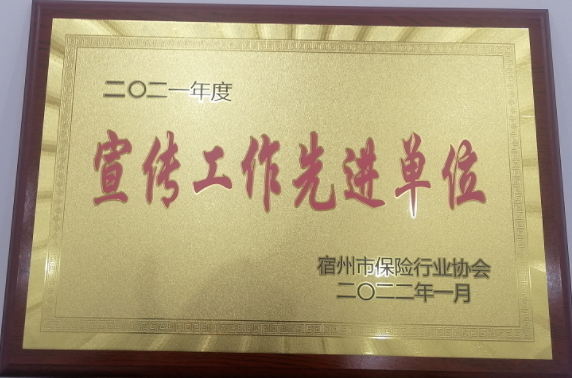 二〇二一年度
宣传工作先进单位
宿州市保险行业协会
二〇二二年一月